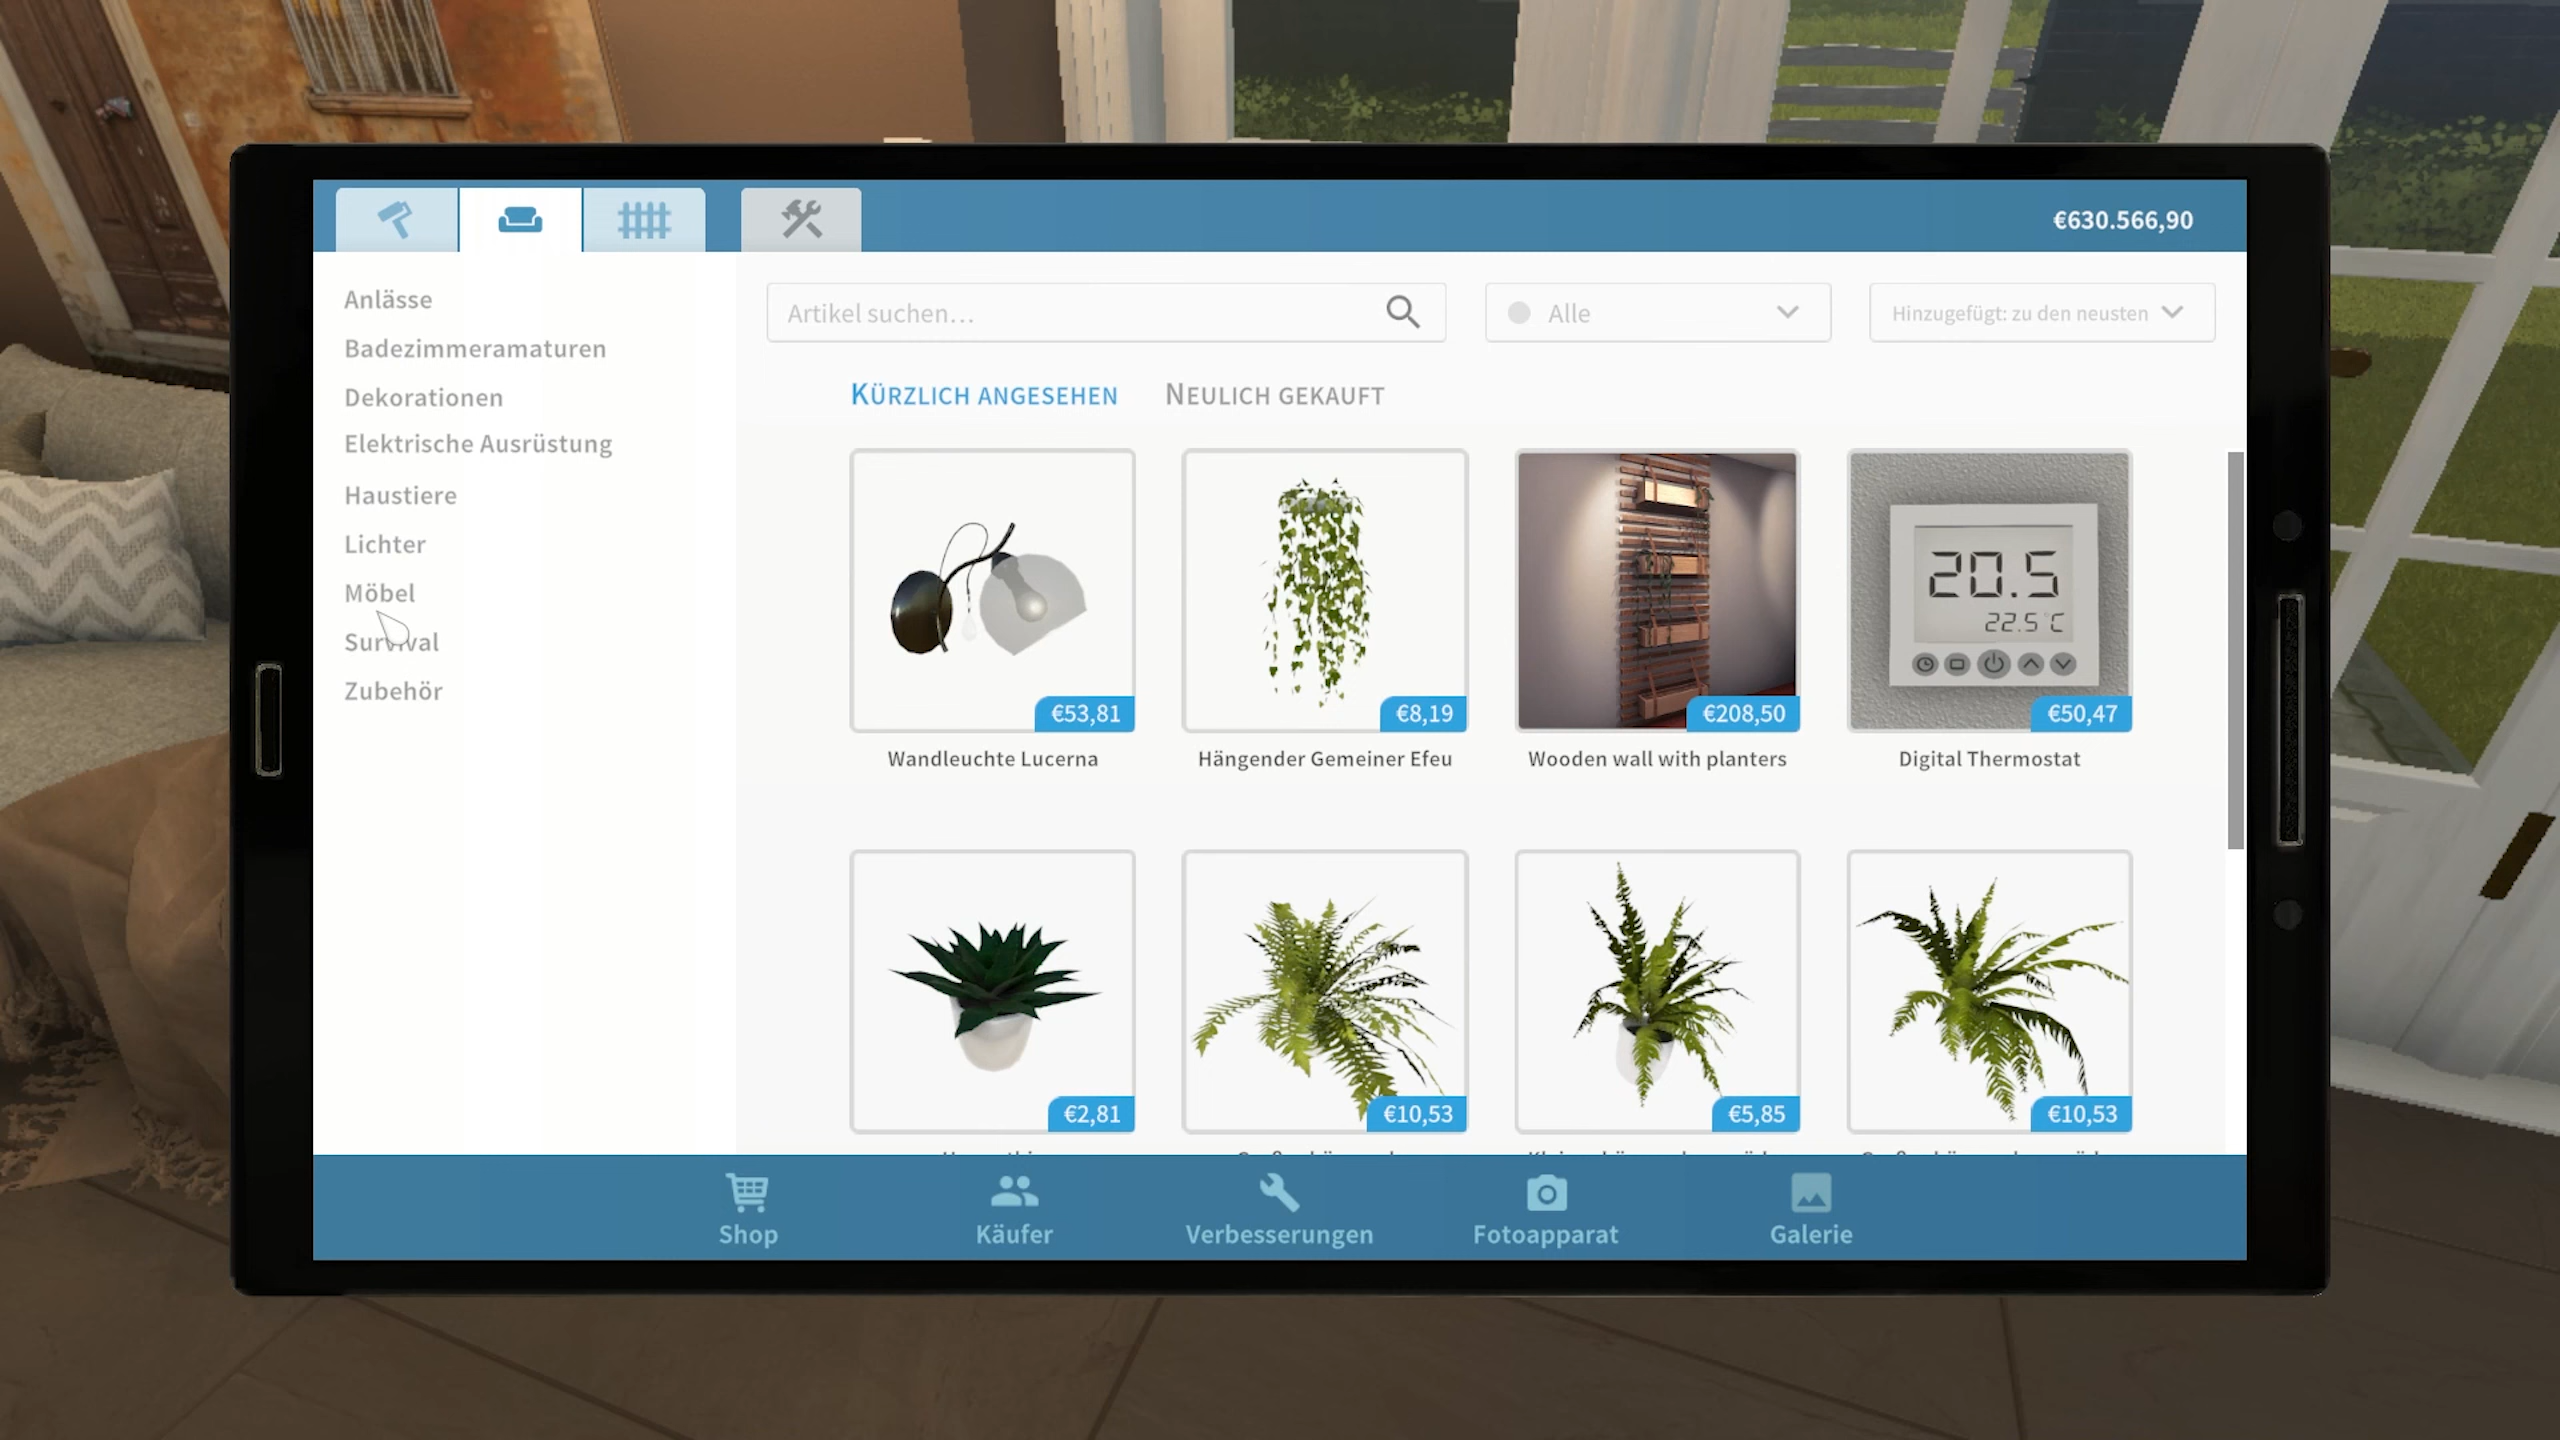 €630.566,90
Anlässe
Badezimmeramaturen
Dekorationen
Elektrische Ausrüstung
Haustiere
Lichter
Möbel
Survival
Zubehör
Artikel suchen...
Alle
Hinzugefügt: zu den neusten
KÜRZLICH ANGESEHEN NEULICH GEKAUFT
20.5
22.5°C
€53,81 €8,19 €208,50 €50,47
Wandleuchte Lucerna Hängender Gemeiner Efeu Wooden wall with planters Digital Thermostat
€2,81 €10,53 €5,85 €10,53
Shop Käufer Verbesserungen Fotoapparat Galerie